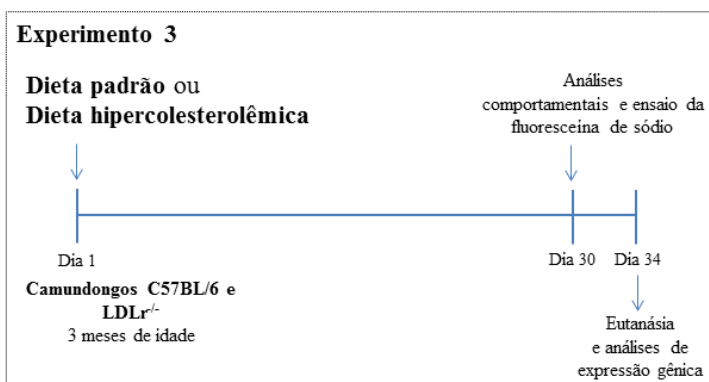 Experimento 3
Dieta padrão ou
Dieta hipercolesterolêmica
Análises
comportamentais e ensaio da
fluoresceína de sódio
Dia 1
Dia 30
Dia 34
Camundongos C57BL/6 e
LDLr-/-
3 meses de idade
Eutanásia
e análises de
expressão gênica